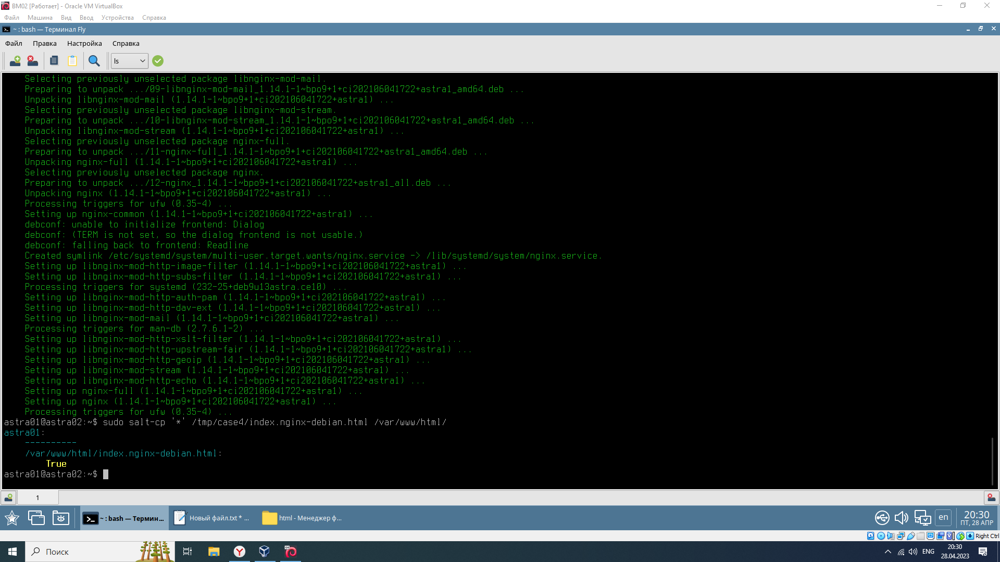 BM02 [Работает] - Oracle VM VirtualBox
Файл Машина Вид Ввод Устройства Справка
~ : bash — Терминал Fly
Файл Правка Настройка Справка
ls
Selecting previously unselected package libnginx-mod-mail.
Preparing to unpack .../09-libnginx-mod-mail_1.14.1-1~bpo9+1+ci202106041722+astra1_amd64.deb ...
Unpacking libnginx-mod-mail (1.14.1-1~bpo9+1+ci202106041722+astra1) ...
Selecting previously unselected package libnginx-mod-stream.
Preparing to unpack .../10-libnginx-mod-stream_1.14.1-1~bpo9+1+ci202106041722+astra1_amd64.deb ...
Unpacking libnginx-mod-stream (1.14.1-1~bpo9+1+ci202106041722+astra1) ...
Selecting previously unselected package nginx-full.
Preparing to unpack .../11-nginx-full_1.14.1-1~bpo9+1+ci202106041722+astra1_amd64.deb ...
Unpacking nginx-full (1.14.1-1~bpo9+1+ci202106041722+astra1) ...
Selecting previously unselected package nginx.
Preparing to unpack .../12-nginx_1.14.1-1~bpo9+1+ci202106041722+astra1_all.deb ...
Unpacking nginx (1.14.1-1~bpo9+1+ci202106041722+astra1) ...
Processing triggers for ufw (0.35-4) ...
Setting up nginx-common (1.14.1-1~bpo9+1+ci202106041722+astra1) ...
debconf: unable to initialize frontend: Dialog
debconf: (TERM is not set, so the dialog frontend is not usable.)
debconf: falling back to frontend: Readline
Created symlink /etc/systemd/system/multi-user.target.wants/nginx.service -> /lib/systemd/system/nginx.service.
Setting up libnginx-mod-http-image-filter (1.14.1-1~bpo9+1+ci202106041722+astra1) ...
Setting up libnginx-mod-http-subs-filter (1.14.1-1~bpo9+1+ci202106041722+astra1) ...
Processing triggers for systemd (232-25+deb9u13astra.ce10) ...
Setting up libnginx-mod-http-auth-pam (1.14.1-1~bpo9+1+ci202106041722+astra1) ...
Setting up libnginx-mod-http-dav-ext (1.14.1-1~bpo9+1+ci202106041722+astra1) ...
Setting up libnginx-mod-mail (1.14.1-1~bpo9+1+ci202106041722+astra1) ...
Processing triggers for man-db (2.7.6.1-2) ...
Setting up libnginx-mod-http-xslt-filter (1.14.1-1~bpo9+1+ci202106041722+astra1) ...
Setting up libnginx-mod-http-upstream-fair (1.14.1-1~bpo9+1+ci202106041722+astra1) ...
Setting up libnginx-mod-http-geoip (1.14.1-1~bpo9+1+ci202106041722+astra1) ...
Setting up libnginx-mod-stream (1.14.1-1~bpo9+1+ci202106041722+astra1) ...
Setting up libnginx-mod-http-echo (1.14.1-1~bpo9+1+ci202106041722+astra1) ...
Setting up nginx-full (1.14.1-1~bpo9+1+ci202106041722+astra1) ...
Setting up nginx (1.14.1-1~bpo9+1+ci202106041722+astra1) ...
Processing triggers for ufw (0.35-4) ...
astra01@astra02:~$ sudo salt-cp '*' /tmp/case4/index.nginx-debian.html /var/www/html/
astra01:
----------
/var/www/html/index.nginx-debian.html:
True
astra01@astra02:~$
1
~ : bash — Термин... Новый файл.txt * ... html - Менеджер ф... en 20:30
ПТ, 28 АПР
Right Ctrl
Поиск ENG 20:30
28.04.2023